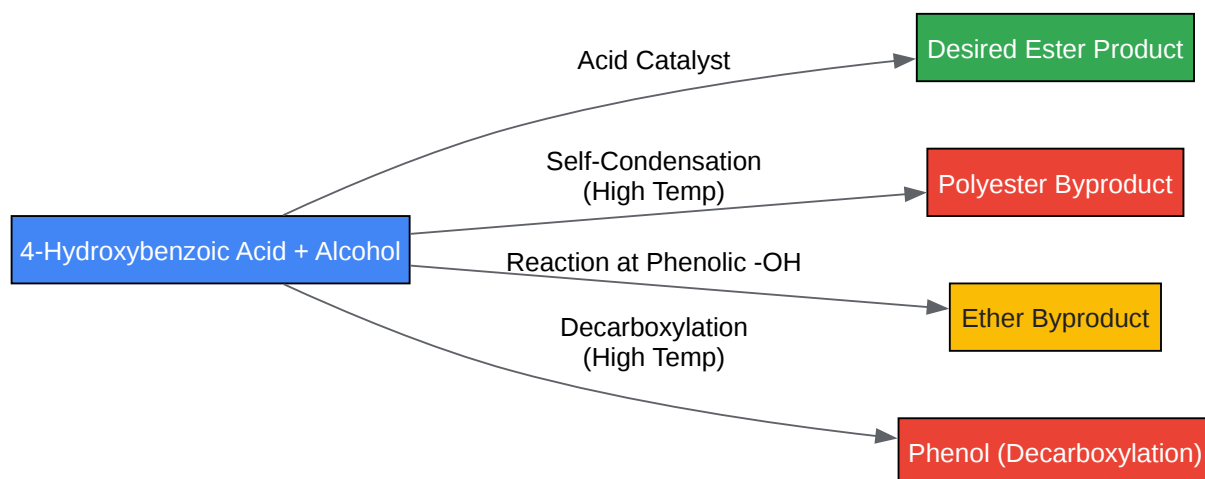 Acid Catalyst
Desired Ester Product
Self-Condensation
(High Temp)
Polyester Byproduct
4-Hydroxybenzoic Acid + Alcohol
Reaction at Phenolic -OH
Ether Byproduct
Decarboxylation
(High Temp)
Phenol (Decarboxylation)